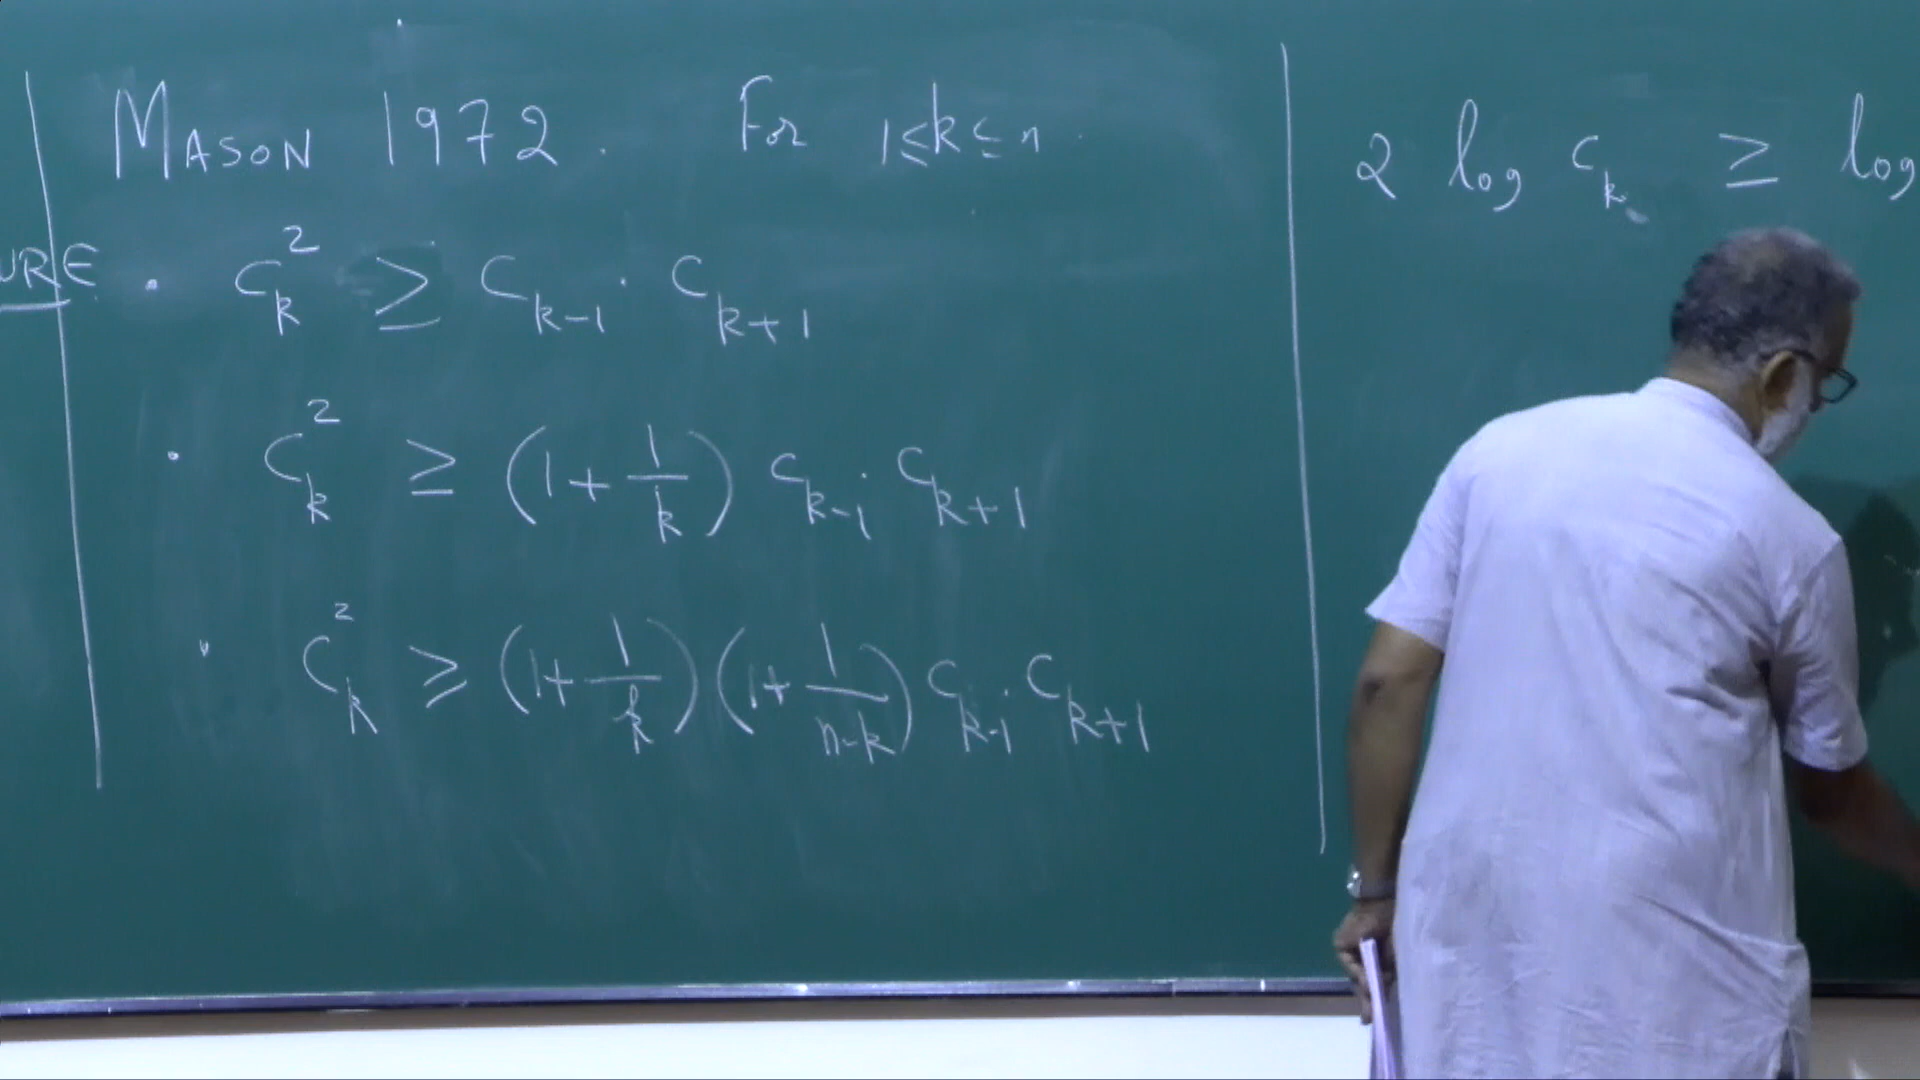 MASON 1972. For 1≤k≤n.
URE
· C_k^2 ≥ C_{k-1} · C_{k+1}
· C_k^2 ≥ (1 + 1/k) C_{k-1} · C_{k+1}
· C_k^2 ≥ (1 + 1/k)(1 + 1/(n-k)) C_{k-1} · C_{k+1}
2 log C_k ≥ log